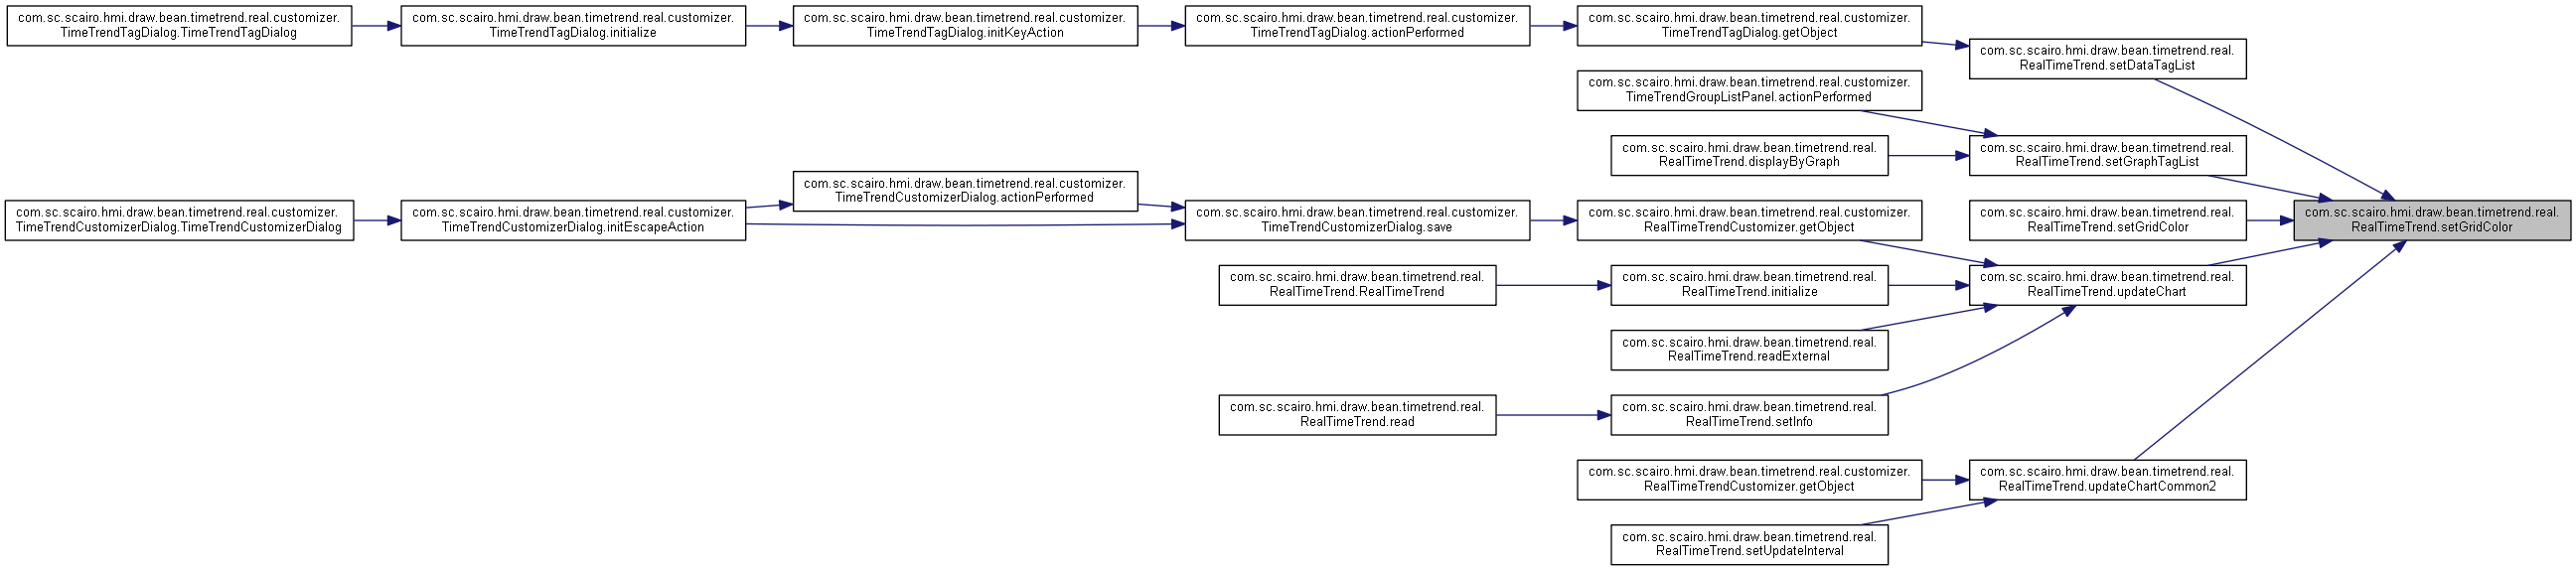 com.sc.scairo.hmi.draw.bean.timetrend.real.customizer.
TimeTrendTagDialog.TimeTrendTagDialog
com.sc.scairo.hmi.draw.bean.timetrend.real.customizer.
TimeTrendTagDialog.initialize
com.sc.scairo.hmi.draw.bean.timetrend.real.customizer.
TimeTrendTagDialog.initKeyAction
com.sc.scairo.hmi.draw.bean.timetrend.real.customizer.
TimeTrendTagDialog.actionPerformed
com.sc.scairo.hmi.draw.bean.timetrend.real.customizer.
TimeTrendTagDialog.getObject
com.sc.scairo.hmi.draw.bean.timetrend.real.
RealTimeTrend.setDataTagList
com.sc.scairo.hmi.draw.bean.timetrend.real.customizer.
TimeTrendGroupListPanel.actionPerformed
com.sc.scairo.hmi.draw.bean.timetrend.real.
RealTimeTrend.displayByGraph
com.sc.scairo.hmi.draw.bean.timetrend.real.
RealTimeTrend.setGraphTagList
com.sc.scairo.hmi.draw.bean.timetrend.real.customizer.
TimeTrendCustomizerDialog.actionPerformed
com.sc.scairo.hmi.draw.bean.timetrend.real.customizer.
TimeTrendCustomizerDialog.TimeTrendCustomizerDialog
com.sc.scairo.hmi.draw.bean.timetrend.real.customizer.
TimeTrendCustomizerDialog.initEscapeAction
com.sc.scairo.hmi.draw.bean.timetrend.real.customizer.
TimeTrendCustomizerDialog.save
com.sc.scairo.hmi.draw.bean.timetrend.real.customizer.
RealTimeTrendCustomizer.getObject
com.sc.scairo.hmi.draw.bean.timetrend.real.
RealTimeTrend.setGridColor
com.sc.scairo.hmi.draw.bean.timetrend.real.
RealTimeTrend.setGridColor
com.sc.scairo.hmi.draw.bean.timetrend.real.
RealTimeTrend.RealTimeTrend
com.sc.scairo.hmi.draw.bean.timetrend.real.
RealTimeTrend.initialize
com.sc.scairo.hmi.draw.bean.timetrend.real.
RealTimeTrend.updateChart
com.sc.scairo.hmi.draw.bean.timetrend.real.
RealTimeTrend.readExternal
com.sc.scairo.hmi.draw.bean.timetrend.real.
RealTimeTrend.read
com.sc.scairo.hmi.draw.bean.timetrend.real.
RealTimeTrend.setInfo
com.sc.scairo.hmi.draw.bean.timetrend.real.customizer.
RealTimeTrendCustomizer.getObject
com.sc.scairo.hmi.draw.bean.timetrend.real.
RealTimeTrend.updateChartCommon2
com.sc.scairo.hmi.draw.bean.timetrend.real.
RealTimeTrend.setUpdateInterval